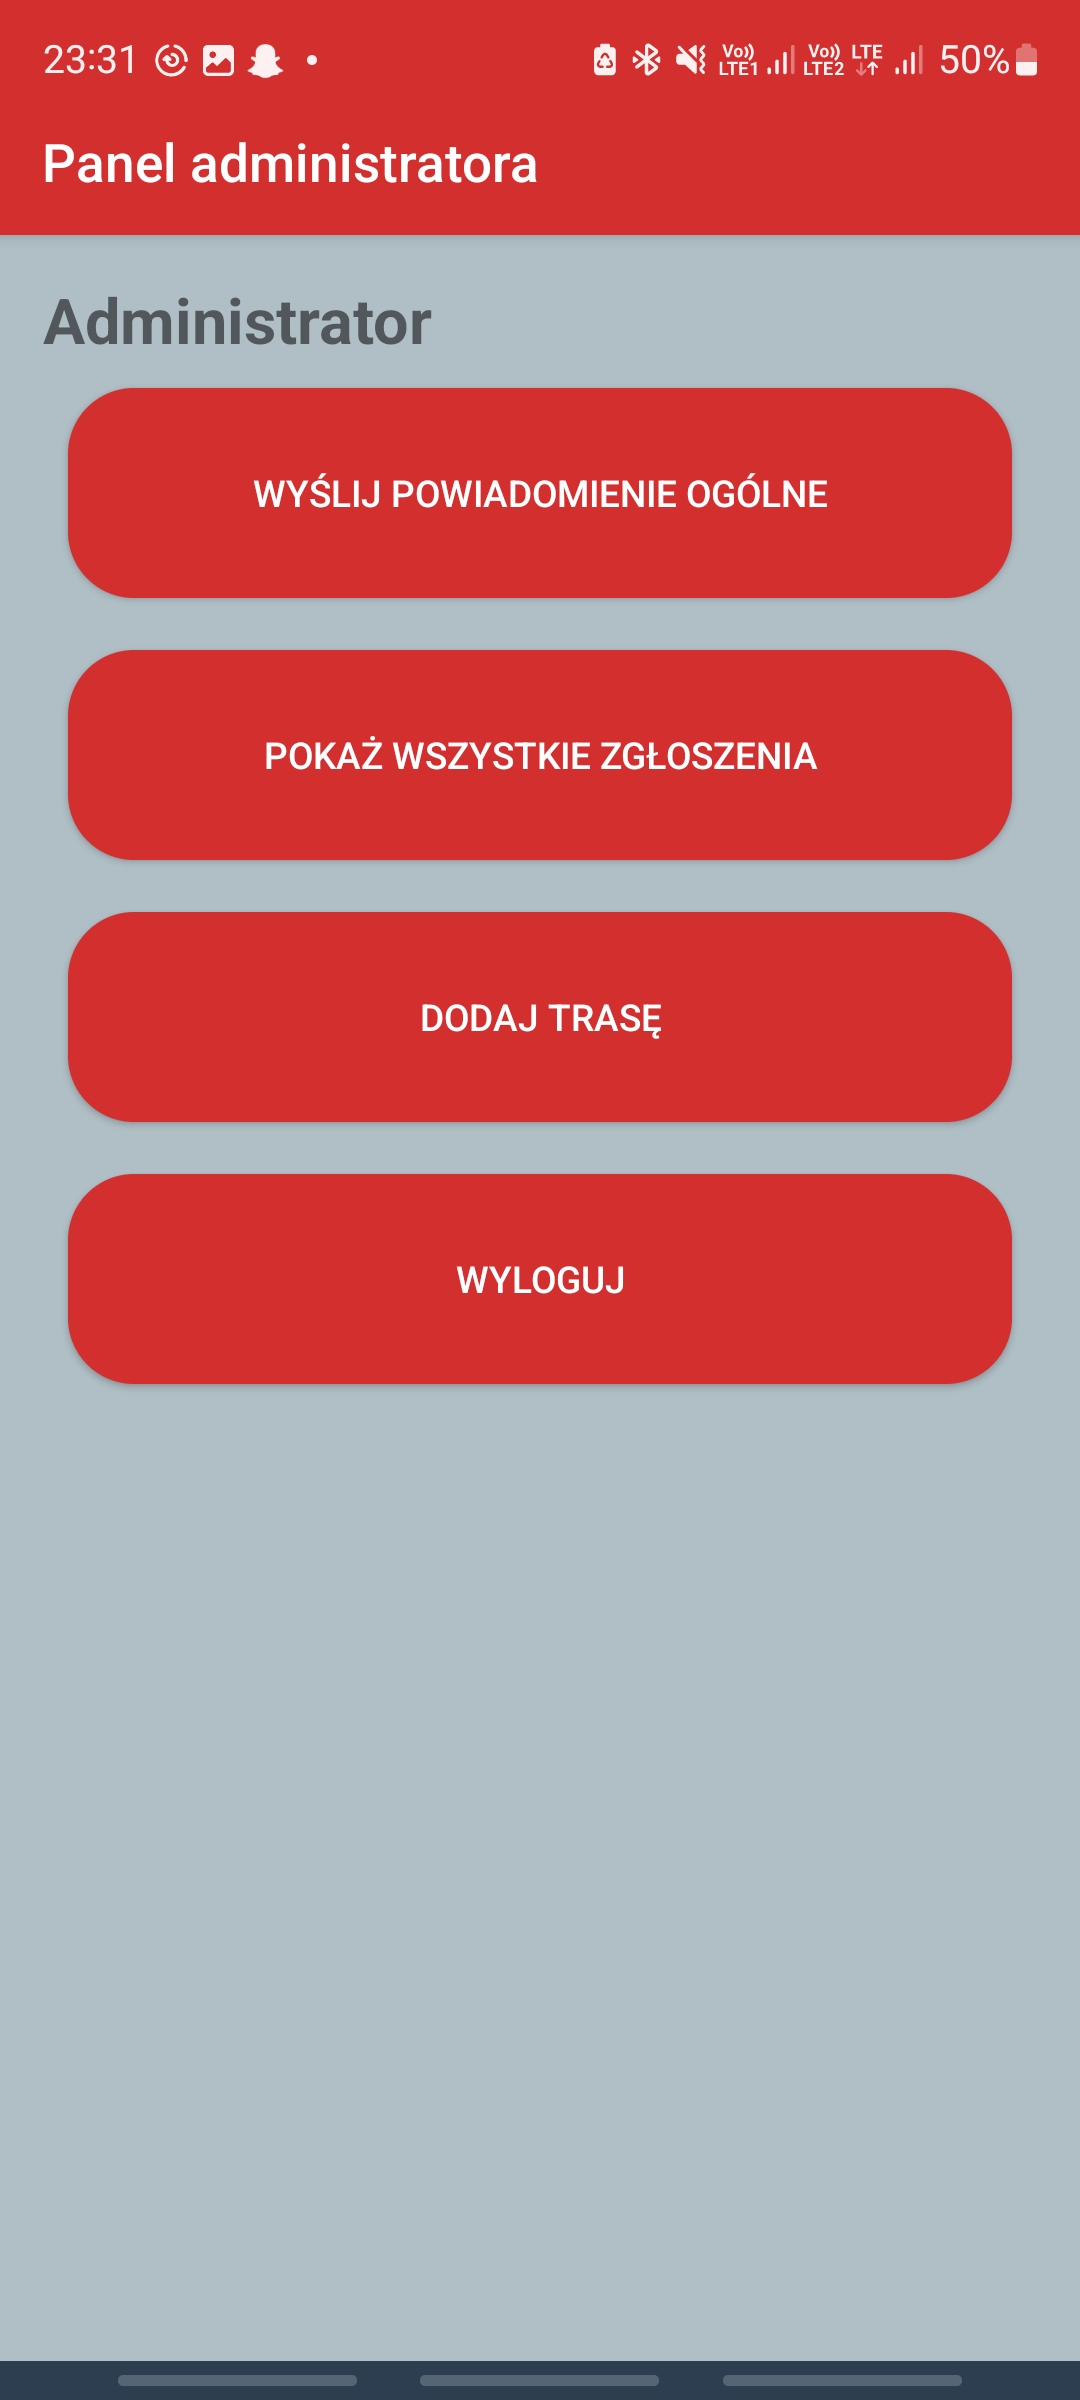 23:31 Vo)) LTE1 Vo)) LTE2 LTE 50%
Panel administratora
Administrator
WYŚLIJ POWIADOMIENIE OGÓLNE
POKAŻ WSZYSTKIE ZGŁOSZENIA
DODAJ TRASĘ
WYLOGUJ